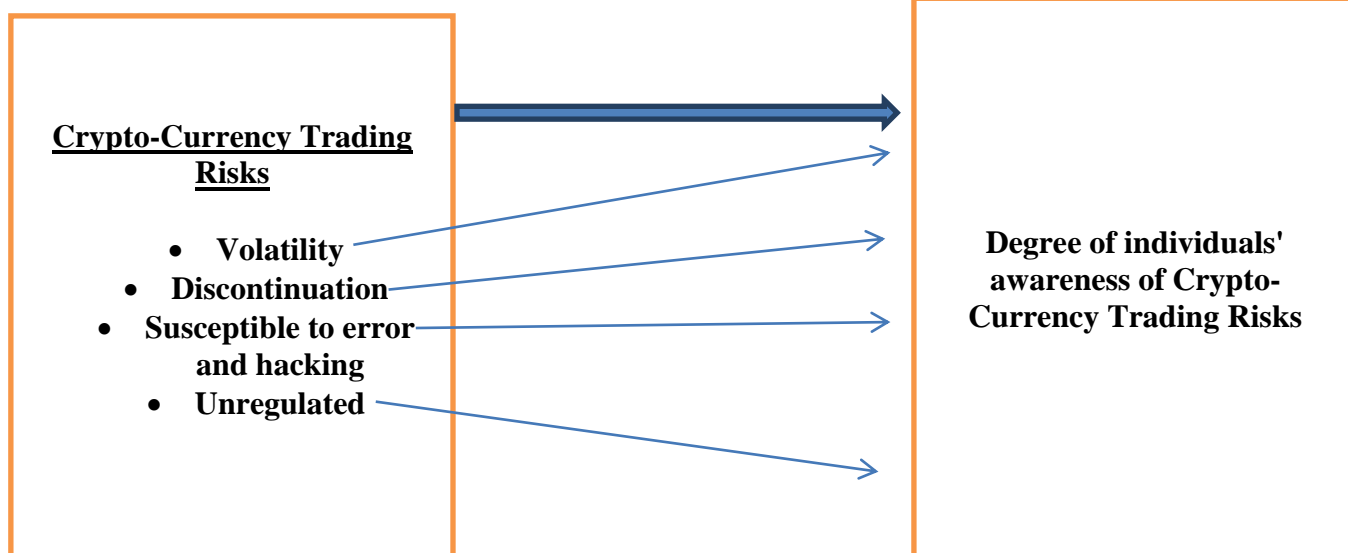 Crypto-Currency Trading
Risks
• Volatility
• Discontinuation
• Susceptible to error
and hacking
• Unregulated
Degree of individuals'
awareness of Crypto-
Currency Trading Risks